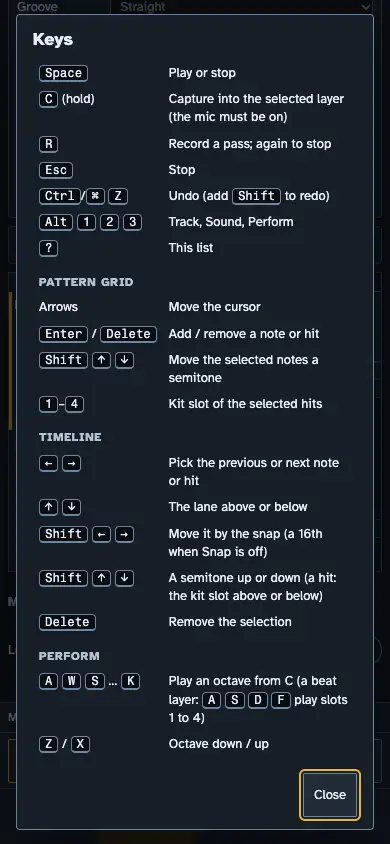 Groove Straight
Keys
Space Play or stop
C (hold) Capture into the selected layer
(the mic must be on)
R Record a pass; again to stop
Esc Stop
Ctrl/⌘ Z Undo (add Shift to redo)
Alt 1 2 3 Track, Sound, Perform
? This list
PATTERN GRID
Arrows Move the cursor
Enter / Delete Add / remove a note or hit
Shift ↑ ↓ Move the selected notes a
semitone
1–4 Kit slot of the selected hits
TIMELINE
← → Pick the previous or next note
or hit
↑ ↓ The lane above or below
Shift ← → Move it by the snap (a 16th
when Snap is off)
Shift ↑ ↓ A semitone up or down (a hit:
the kit slot above or below)
Delete Remove the selection
PERFORM
A W S … K Play an octave from C (a beat
layer: A S D F play slots
1 to 4)
Z / X Octave down / up
Close